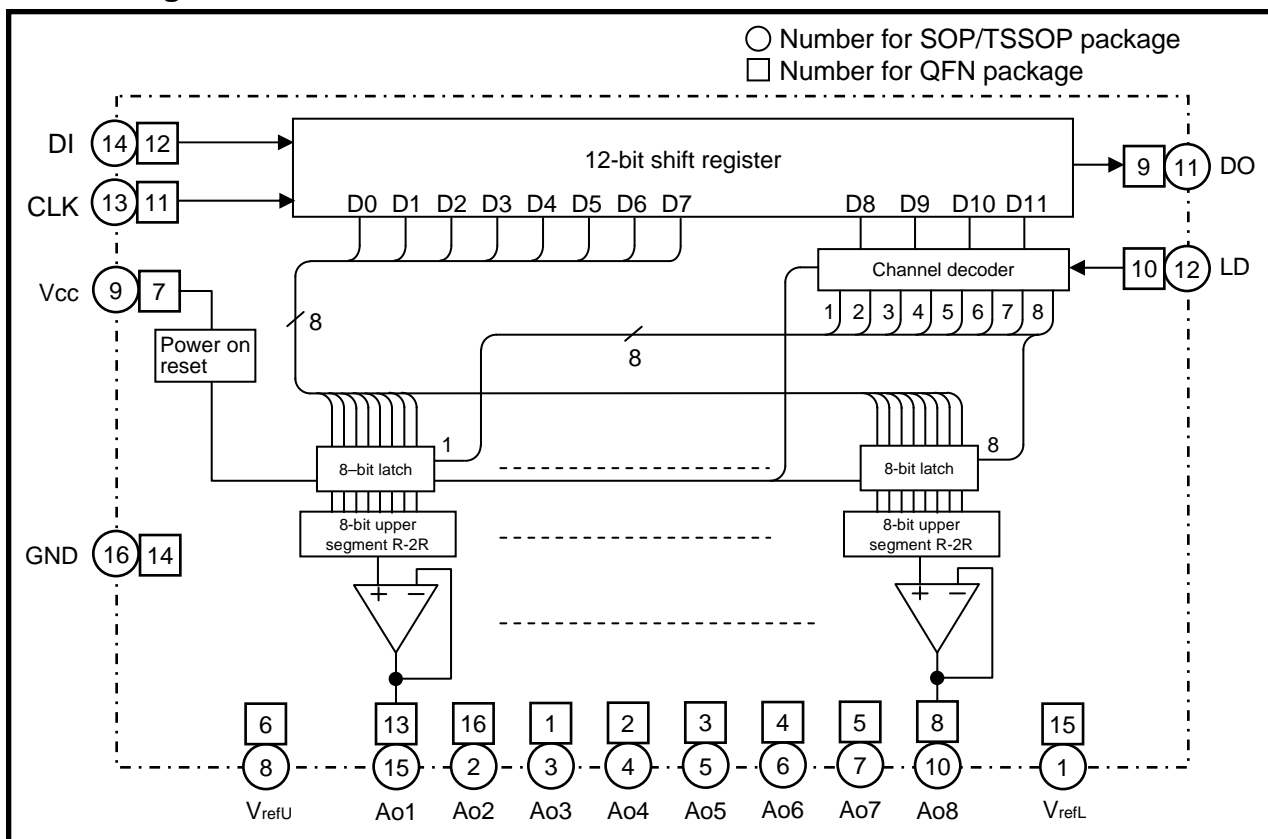 Number for SOP/TSSOP package
Number for QFN package
DI 14 12
12-bit shift register
9 11 DO
CLK 13 11
D0 D1 D2 D3 D4 D5 D6 D7 D8 D9 D10 D11
Channel decoder
10 12 LD
Vcc 9 7
1 2 3 4 5 6 7 8
8
8
Power on
reset
1
8
8–bit latch
8-bit latch
8-bit upper
segment R-2R
8-bit upper
segment R-2R
GND 16 14
+ −
+ −
6 13 16 1 2 3 4 5 8 15
8 15 2 3 4 5 6 7 10 1
VrefU Ao1 Ao2 Ao3 Ao4 Ao5 Ao6 Ao7 Ao8 VrefL